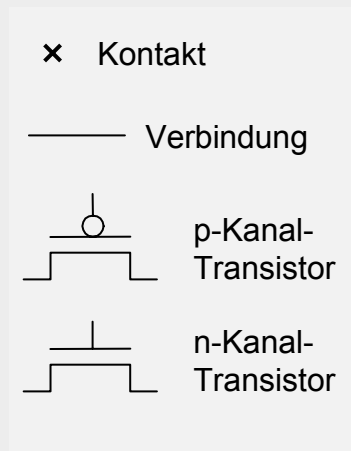 Kontakt
Verbindung
p-Kanal-
Transistor
n-Kanal-
Transistor